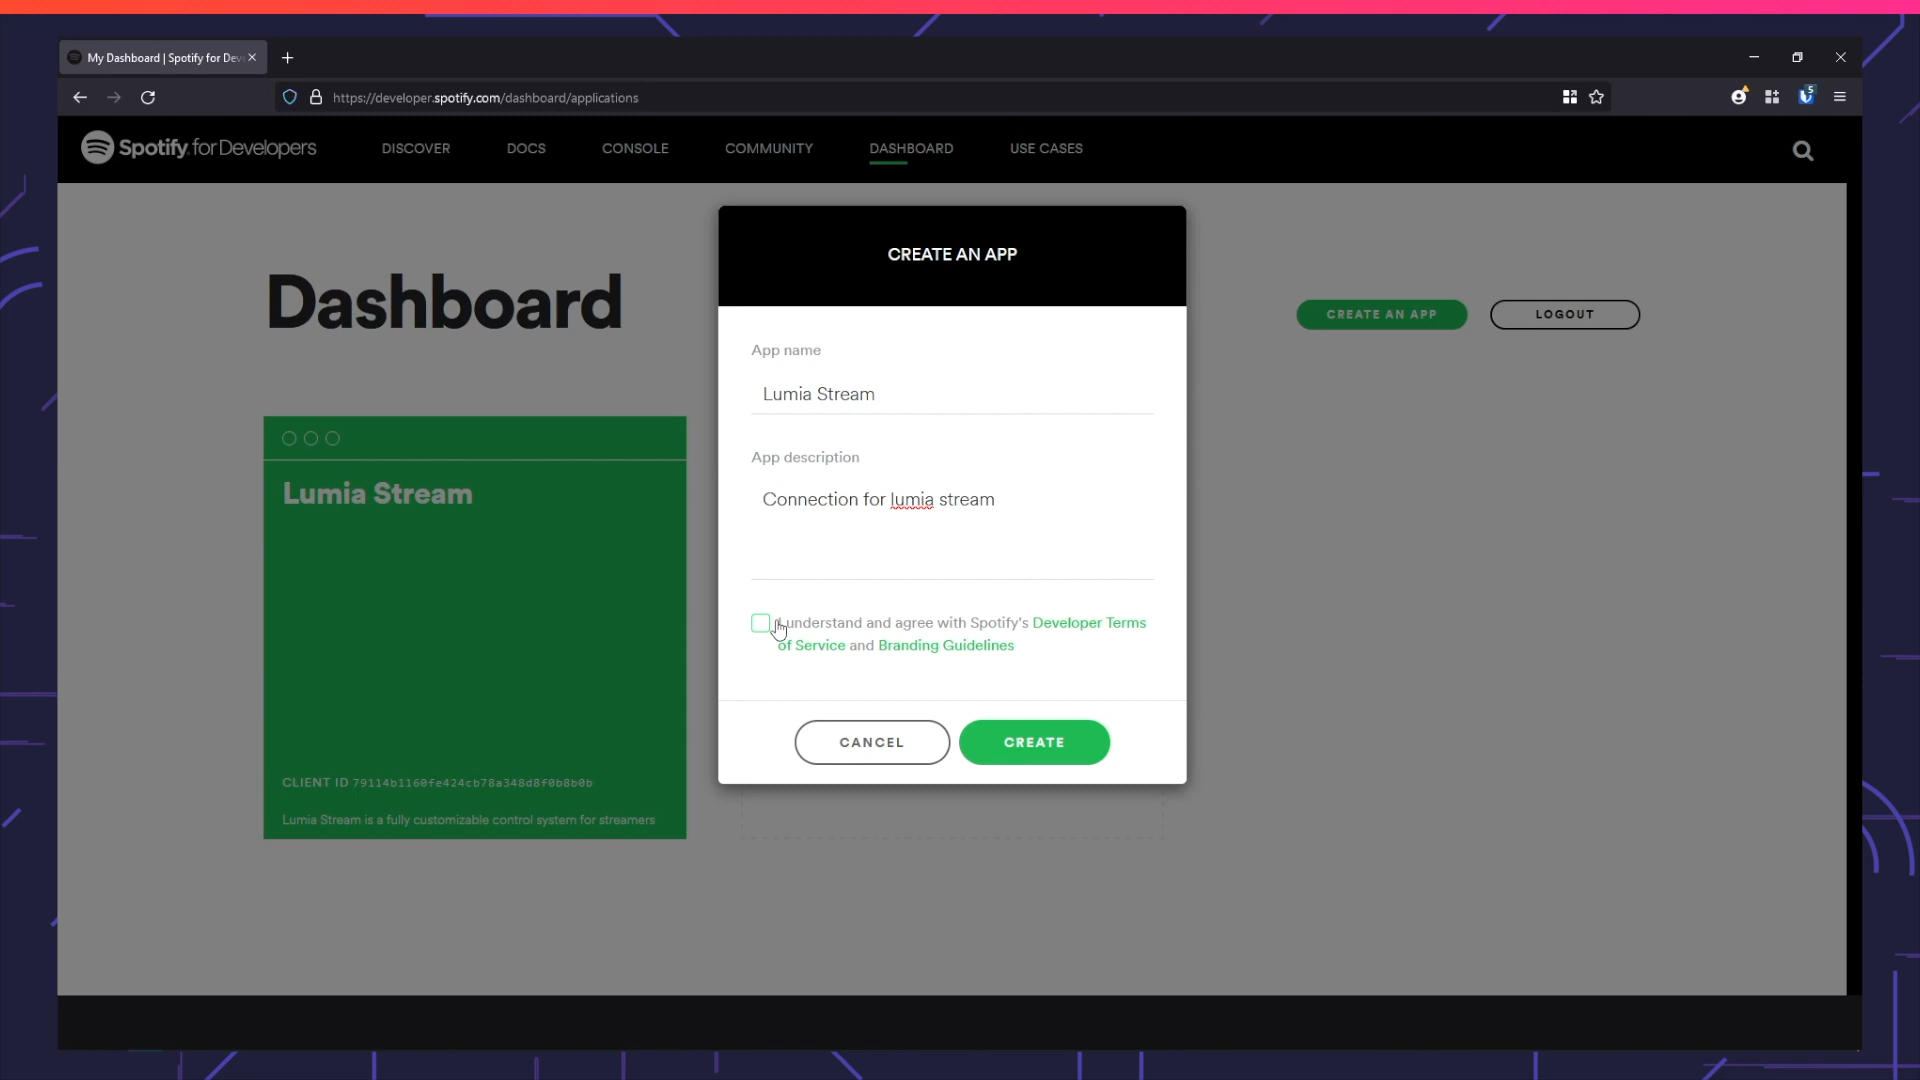 My Dashboard | Spotify for Dev
https://developer.spotify.com/dashboard/applications
5
Spotify for Developers
DISCOVER
DOCS
CONSOLE
COMMUNITY
DASHBOARD
USE CASES
CREATE AN APP
Dashboard
CREATE AN APP
LOGOUT
App name
Lumia Stream
App description
Connection for lumia stream
I understand and agree with Spotify's Developer Terms
of Service and Branding Guidelines
CANCEL
CREATE
Lumia Stream
CLIENT ID 79114b1160fe424cb78a348d8f0b8b0b
Lumia Stream is a fully customizable control system for streamers